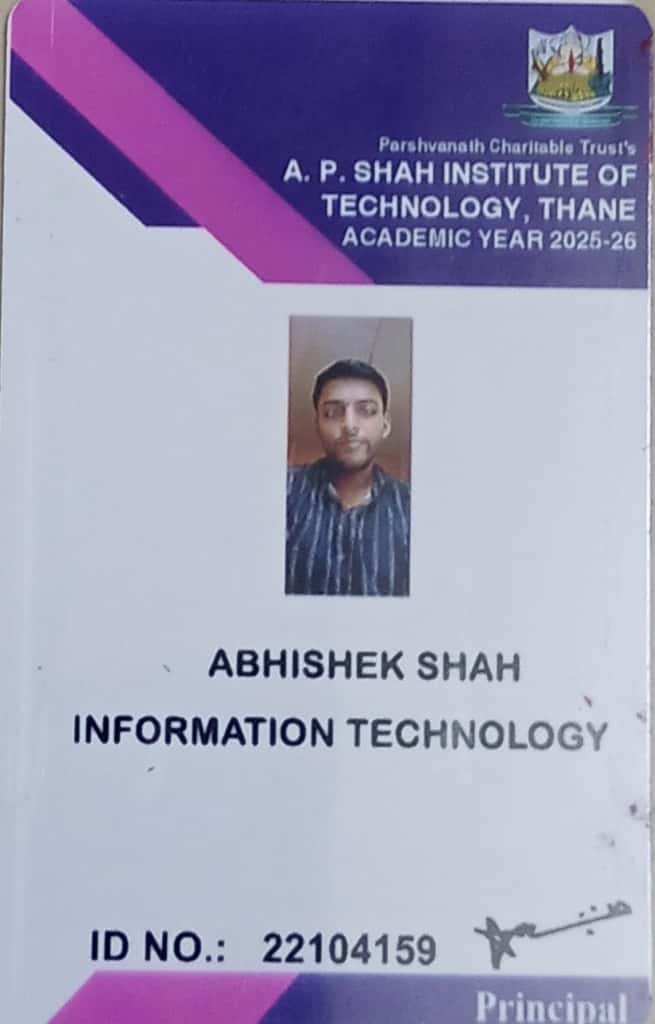 Parshvanath Charitable Trust's
A. P. SHAH INSTITUTE OF
TECHNOLOGY, THANE
ACADEMIC YEAR 2025-26
ABHISHEK SHAH
INFORMATION TECHNOLOGY
ID NO.: 22104159
Principal